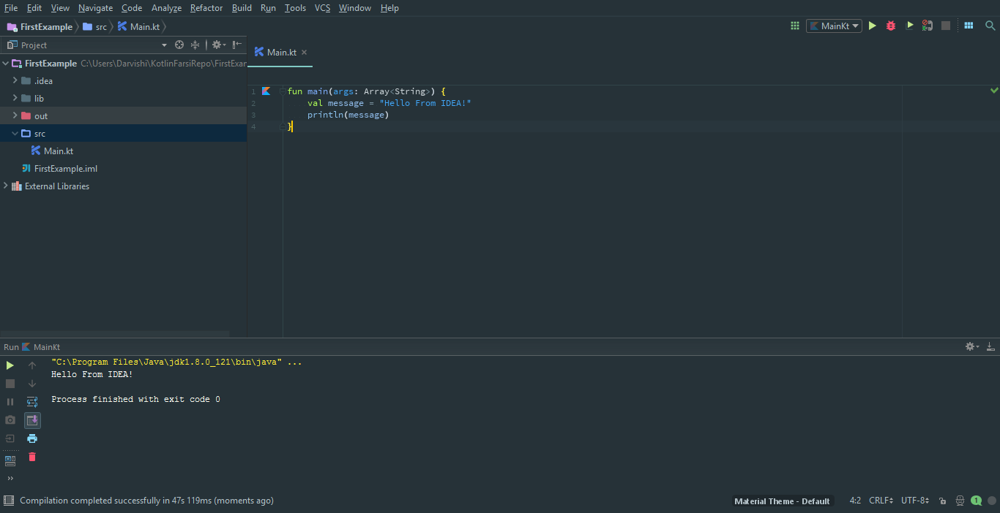 File Edit View Navigate Code Analyze Refactor Build Run Tools VCS Window Help
FirstExample src Main.kt MainKt
Project
Main.kt
FirstExample C:\Users\Darvishi\KotlinFarsiRepo\FirstExar
.idea
lib
out
src
Main.kt
FirstExample.iml
External Libraries
1 fun main(args: Array<String>) {
2 val message = "Hello From IDEA!"
3 println(message)
4 }
Run MainKt
"C:\Program Files\Java\jdk1.8.0_121\bin\java" ...
Hello From IDEA!
Process finished with exit code 0
Compilation completed successfully in 47s 119ms (moments ago) Material Theme - Default 4:2 CRLF UTF-8 1